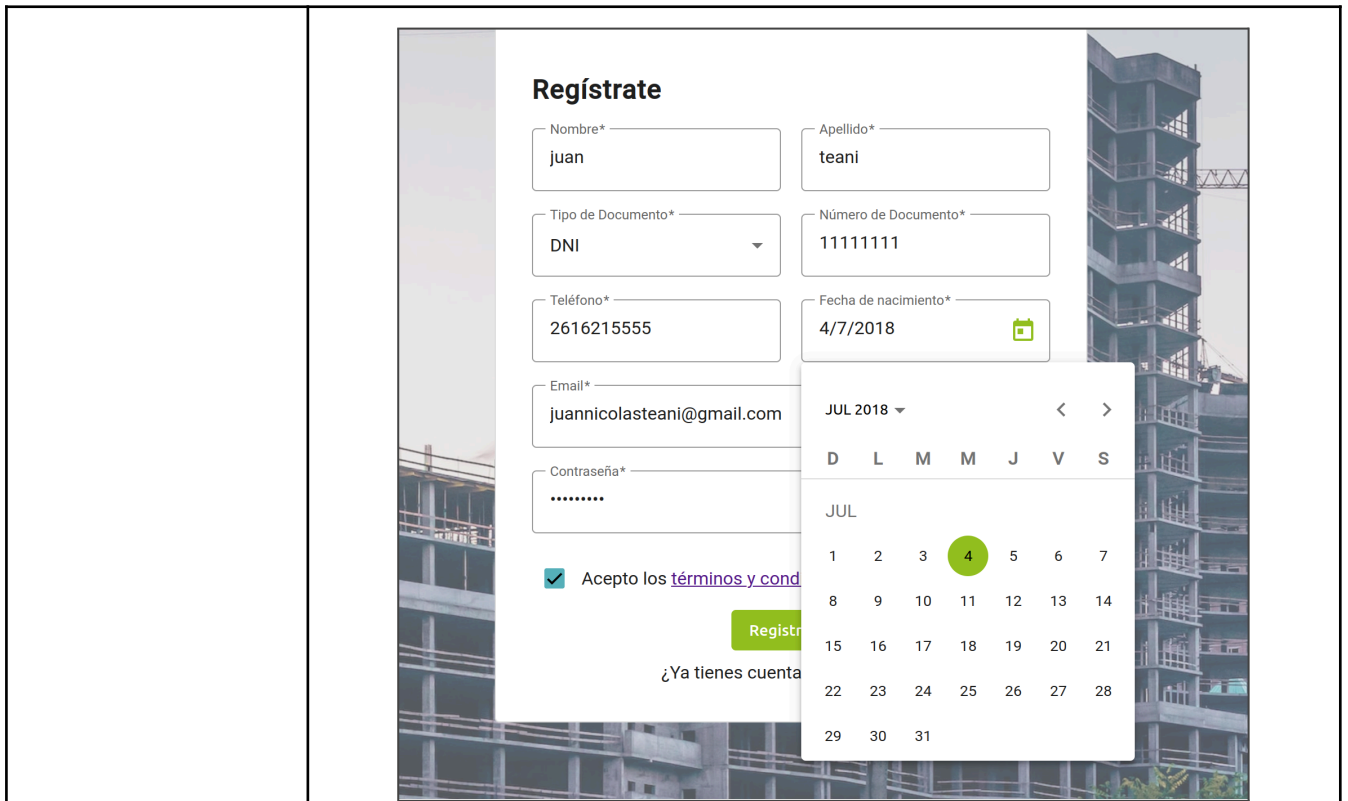 Regístrate
Nombre* Apellido*
juan teani
Tipo de Documento* Número de Documento*
DNI 11111111
Teléfono* Fecha de nacimiento*
2616215555 4/7/2018
Email*
juannicolasteani@gmail.com
JUL 2018
D L M M J V S
Contraseña*
•••••••••
JUL
1 2 3 4 5 6 7
Acepto los términos y cond
8 9 10 11 12 13 14
Registr
15 16 17 18 19 20 21
¿Ya tienes cuenta
22 23 24 25 26 27 28
29 30 31